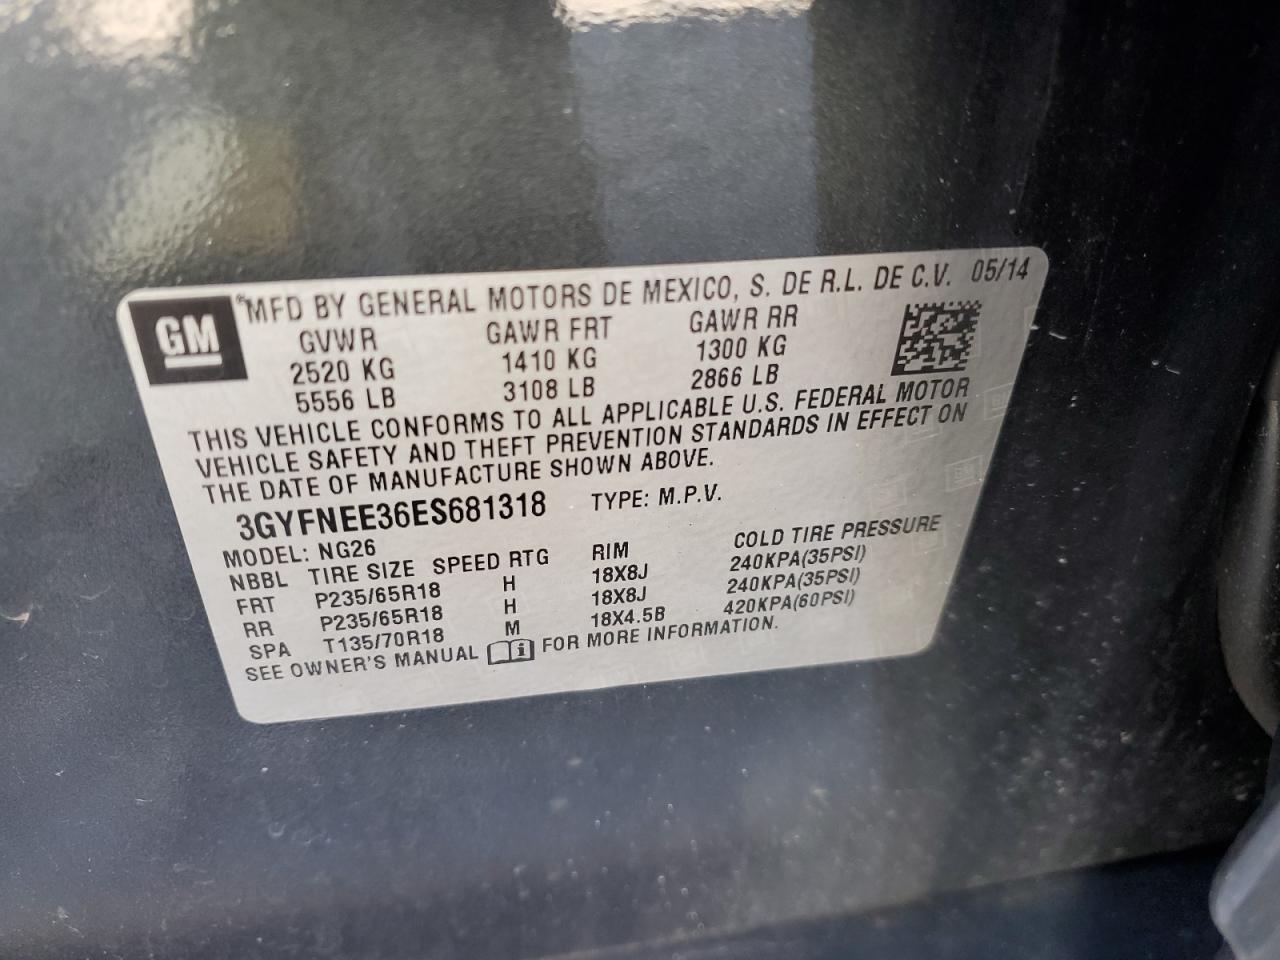 GM
®MFD BY GENERAL MOTORS DE MEXICO, S. DE R.L. DE C.V. 05/14
GVWR GAWR FRT GAWR RR
2520 KG 1410 KG 1300 KG
5556 LB 3108 LB 2866 LB
THIS VEHICLE CONFORMS TO ALL APPLICABLE U.S. FEDERAL MOTOR
VEHICLE SAFETY AND THEFT PREVENTION STANDARDS IN EFFECT ON
THE DATE OF MANUFACTURE SHOWN ABOVE.
3GYFNEE36ES681318 TYPE: M.P.V.
MODEL: NG26
NBBL TIRE SIZE SPEED RTG RIM COLD TIRE PRESSURE
FRT P235/65R18 H 18X8J 240KPA(35PSI)
RR P235/65R18 H 18X8J 240KPA(35PSI)
SPA T135/70R18 M 18X4.5B 420KPA(60PSI)
SEE OWNER'S MANUAL i FOR MORE INFORMATION.